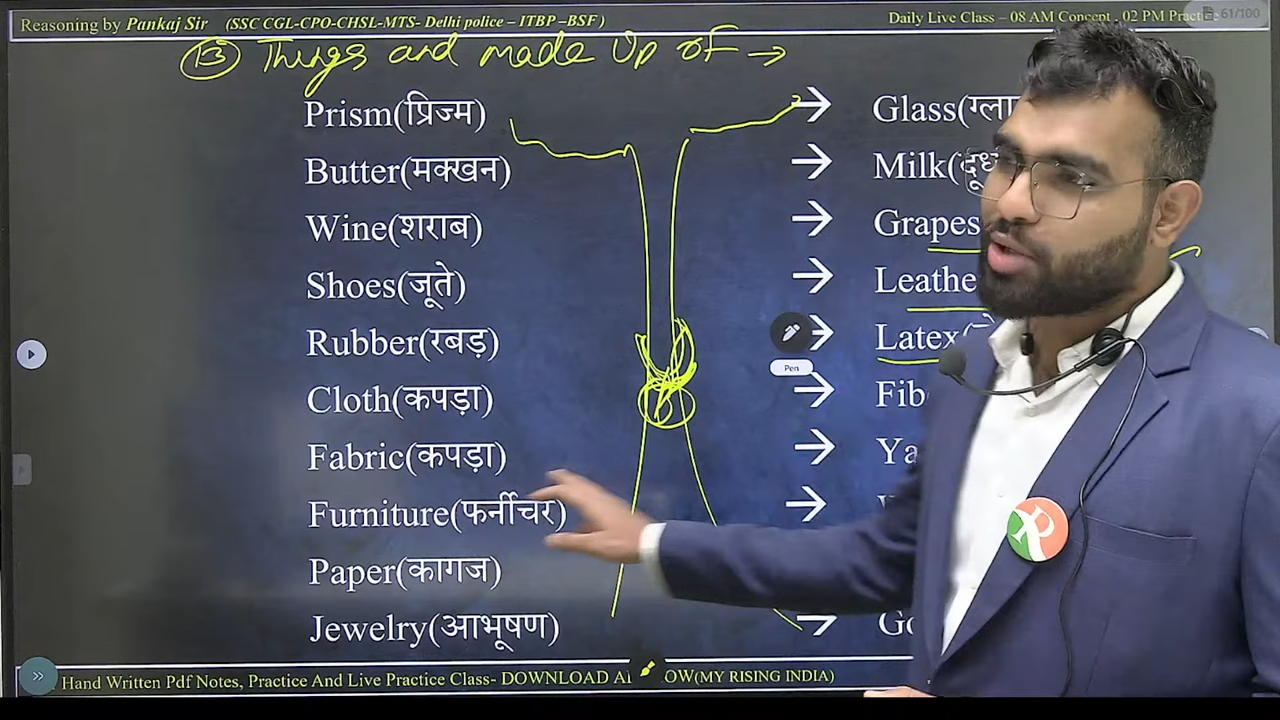 Reasoning by Pankaj Sir (SSC CGL-CPO-CHSL-MTS- Delhi police – ITBP –BSF ) Daily Live Class – 08 AM Concept , 02 PM
61/100
13 Things and made up of →
Prism(प्रिज्म) → Glass
Butter(मक्खन) → Milk(दूध
Wine(शराब) → Grapes
Shoes(जूते) → Leathe
Rubber(रबड़) → Latex
Cloth(कपड़ा) → Fib
Fabric(कपड़ा) → Ya
Furniture(फर्नीचर) →
Paper(कागज)
Jewelry(आभूषण) → Go
Pen
Hand Written Pdf Notes, Practice And Live Practice Class- DOWNLOAD OW(MY RISING INDIA)